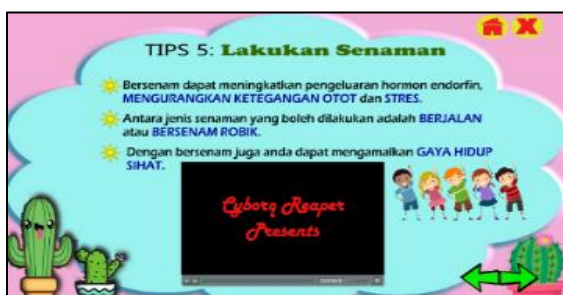 TIPS 5: Lakukan Senaman
Bersenam dapat meningkatkan pengeluaran hormon endorfin,
MENGURANGKAN KETEGANGAN OTOT dan STRES.
Antara jenis senaman yang boleh dilakukan adalah BERJALAN
atau BERSENAM ROBIK.
Dengan bersenam juga anda dapat mengamalkan GAYA HIDUP
SIHAT.
Cyborg Reaper
Presents